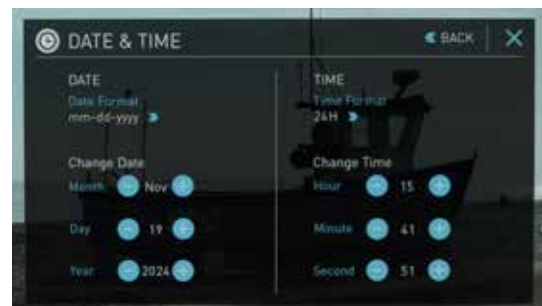 DATE & TIME
BACK
DATE
Date Format
mm-dd-yyyy
Change Date
Month Nov
Day 19
Year 2024
TIME
Time Format
24H
Change Time
Hour 15
Minute 41
Second 51